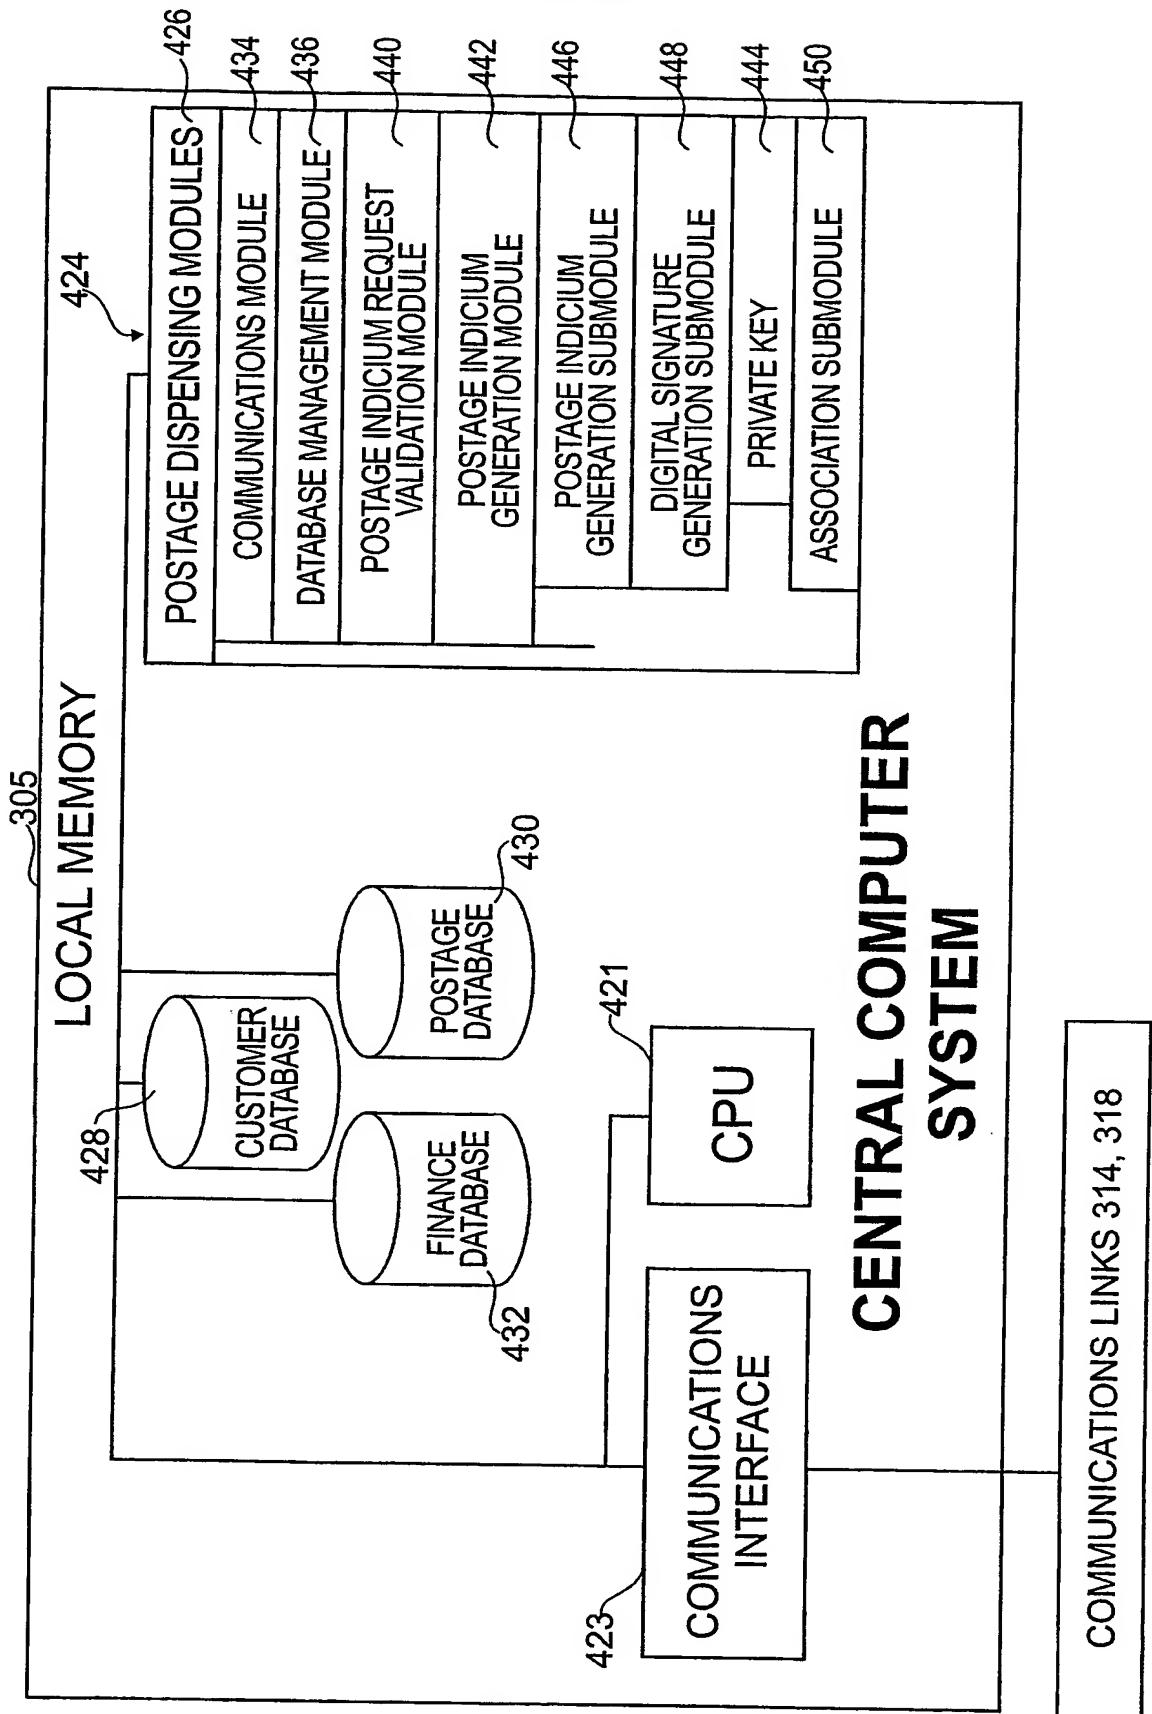 305
LOCAL MEMORY
424
POSTAGE DISPENSING MODULES
426
COMMUNICATIONS MODULE
434
DATABASE MANAGEMENT MODULE
436
POSTAGE INDICIUM REQUEST
VALIDATION MODULE
440
POSTAGE INDICIUM
GENERATION MODULE
442
POSTAGE INDICIUM
GENERATION SUBMODULE
446
DIGITAL SIGNATURE
GENERATION SUBMODULE
448
PRIVATE KEY
444
ASSOCIATION SUBMODULE
450
428
CUSTOMER
DATABASE
FINANCE
DATABASE
432
POSTAGE
DATABASE
430
423
COMMUNICATIONS
INTERFACE
421
CPU
CENTRAL COMPUTER
SYSTEM
COMMUNICATIONS LINKS 314, 318